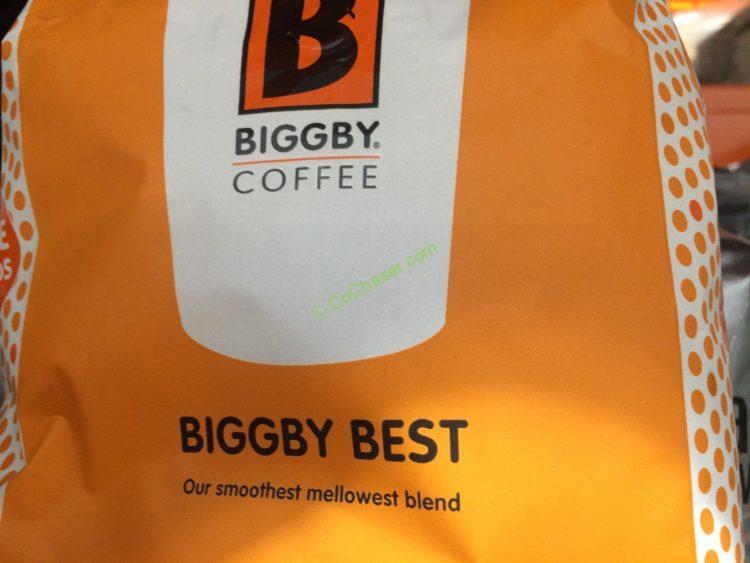 B
BIGGBY®
COFFEE
© CoChaser.com
BIGGBY BEST
Our smoothest mellowest blend